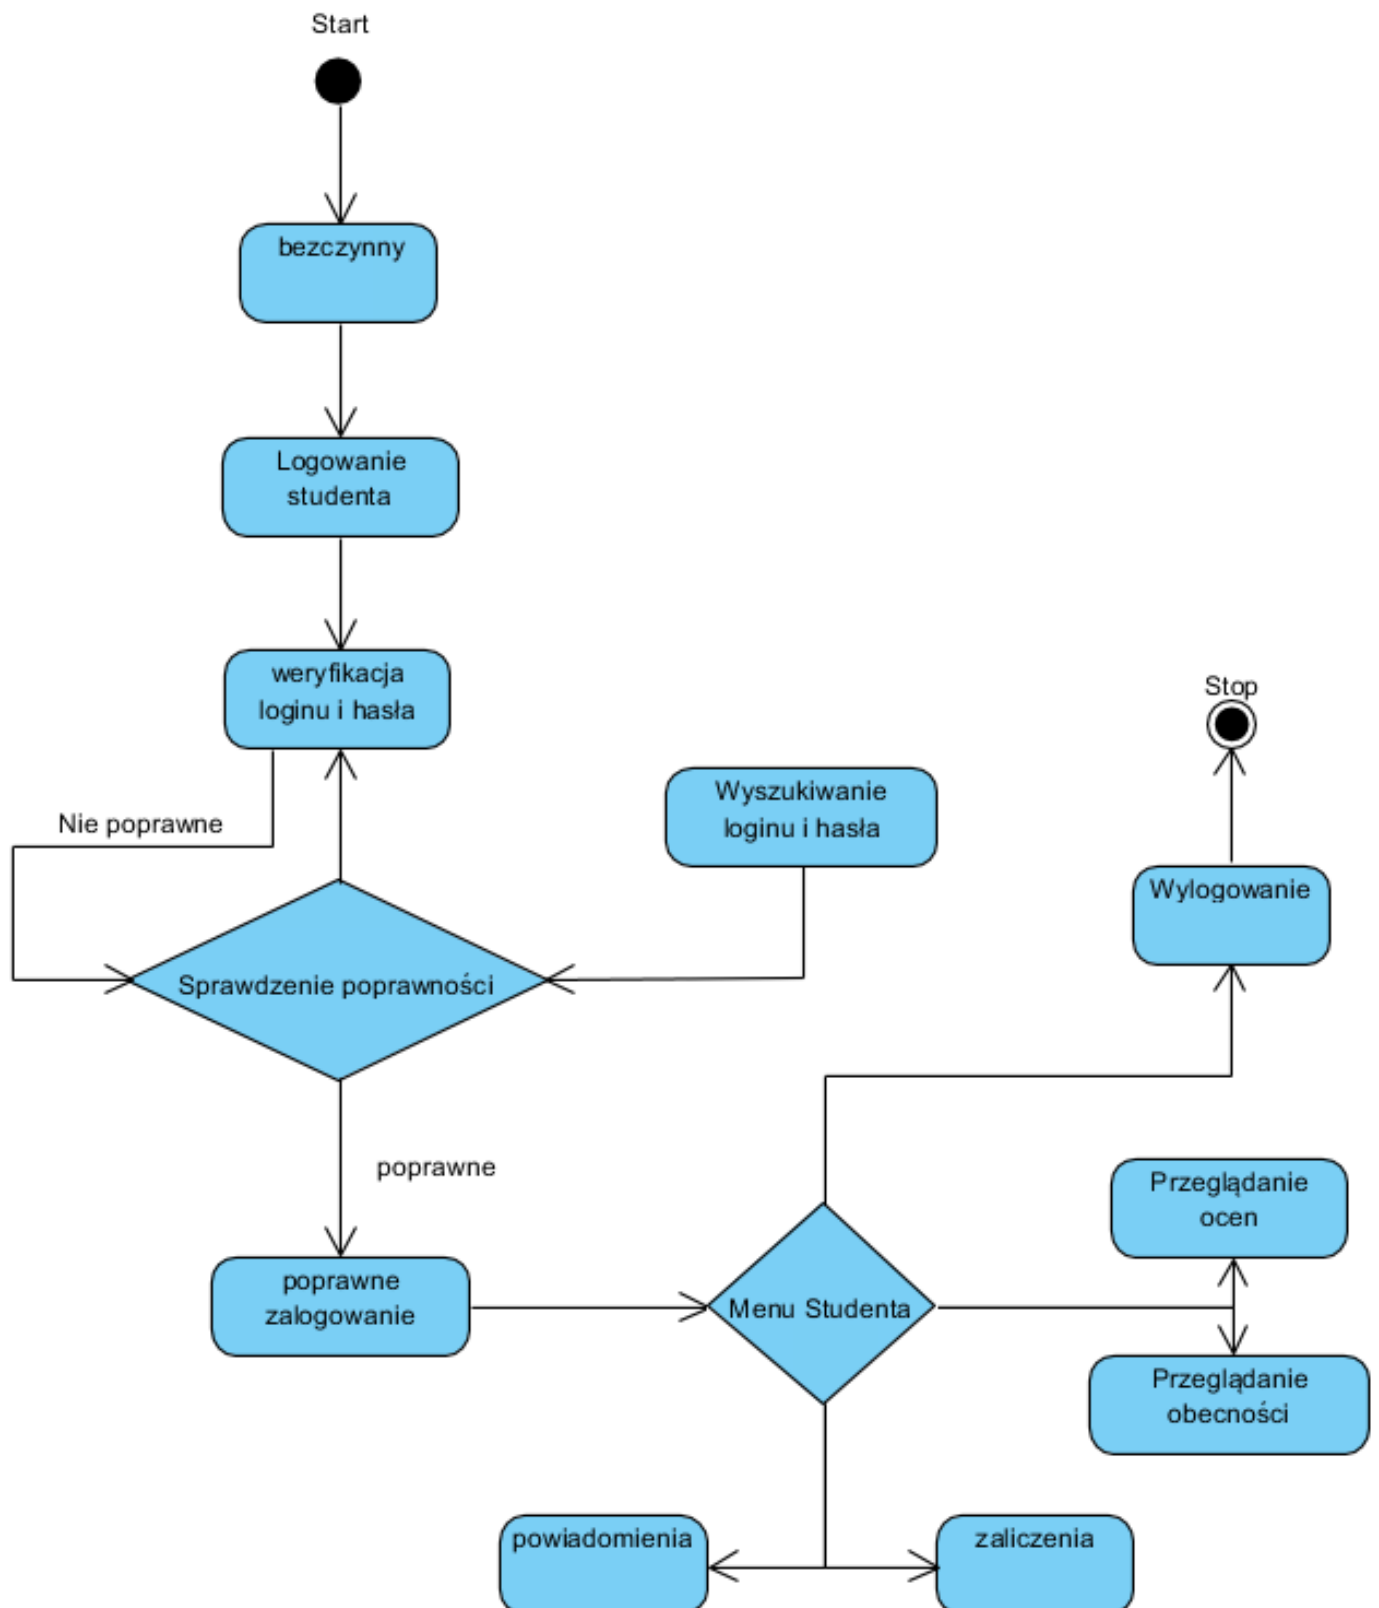 Start
bezczynny
Logowanie
studenta
weryfikacja
loginu i hasła
Nie poprawne
Wyszukiwanie
loginu i hasła
Stop
Wylogowanie
Sprawdzenie poprawności
poprawne
poprawne
zalogowanie
Menu Studenta
Przeglądanie
ocen
Przeglądanie
obecności
powiadomienia
zaliczenia